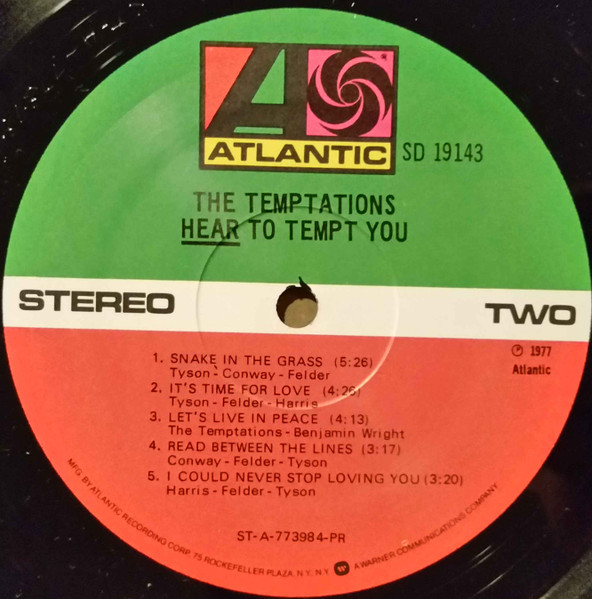 ATLANTIC
SD 19143
THE TEMPTATIONS
HEAR TO TEMPT YOU
STEREO
TWO
℗ 1977
Atlantic
1. SNAKE IN THE GRASS (5:26)
Tyson - Conway - Felder
2. IT'S TIME FOR LOVE (4:26)
Tyson - Felder - Harris
3. LET'S LIVE IN PEACE (4:13)
The Temptations - Benjamin Wright
4. READ BETWEEN THE LINES (3:17)
Conway - Felder - Tyson
5. I COULD NEVER STOP LOVING YOU (3:20)
Harris - Felder - Tyson
ST-A-773984-PR
MFG. BY ATLANTIC RECORDING CORP. 75 ROCKEFELLER PLAZA, N.Y. N.Y. A WARNER COMMUNICATIONS COMPANY